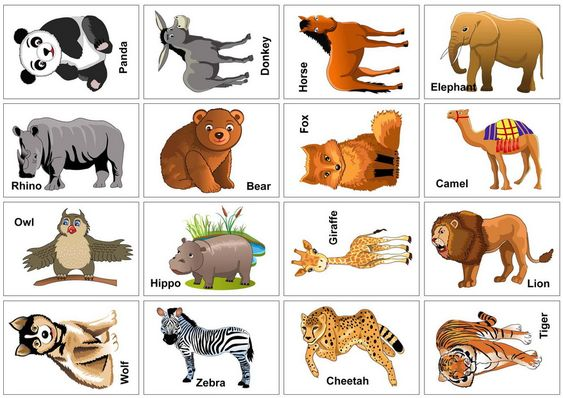 Panda
Donkey
Horse
Elephant
Rhino
Bear
Fox
Camel
Owl
Hippo
Giraffe
Lion
Wolf
Zebra
Cheetah
Tiger